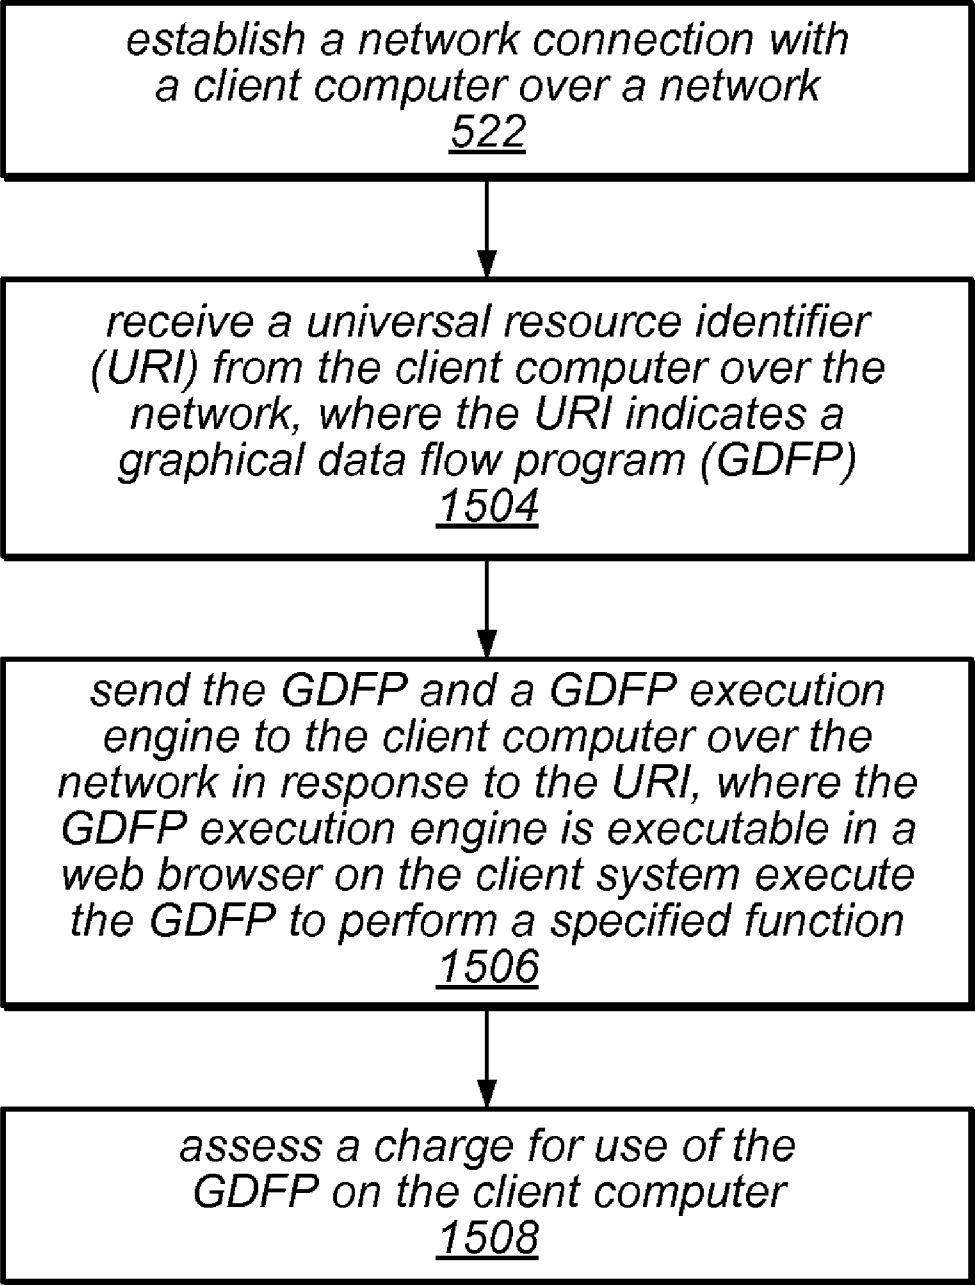 establish a network connection with
a client computer over a network
522
receive a universal resource identifier
(URI) from the client computer over the
network, where the URI indicates a
graphical data flow program (GDFP)
1504
send the GDFP and a GDFP execution
engine to the client computer over the
network in response to the URI, where the
GDFP execution engine is executable in a
web browser on the client system execute
the GDFP to perform a specified function
1506
assess a charge for use of the
GDFP on the client computer
1508